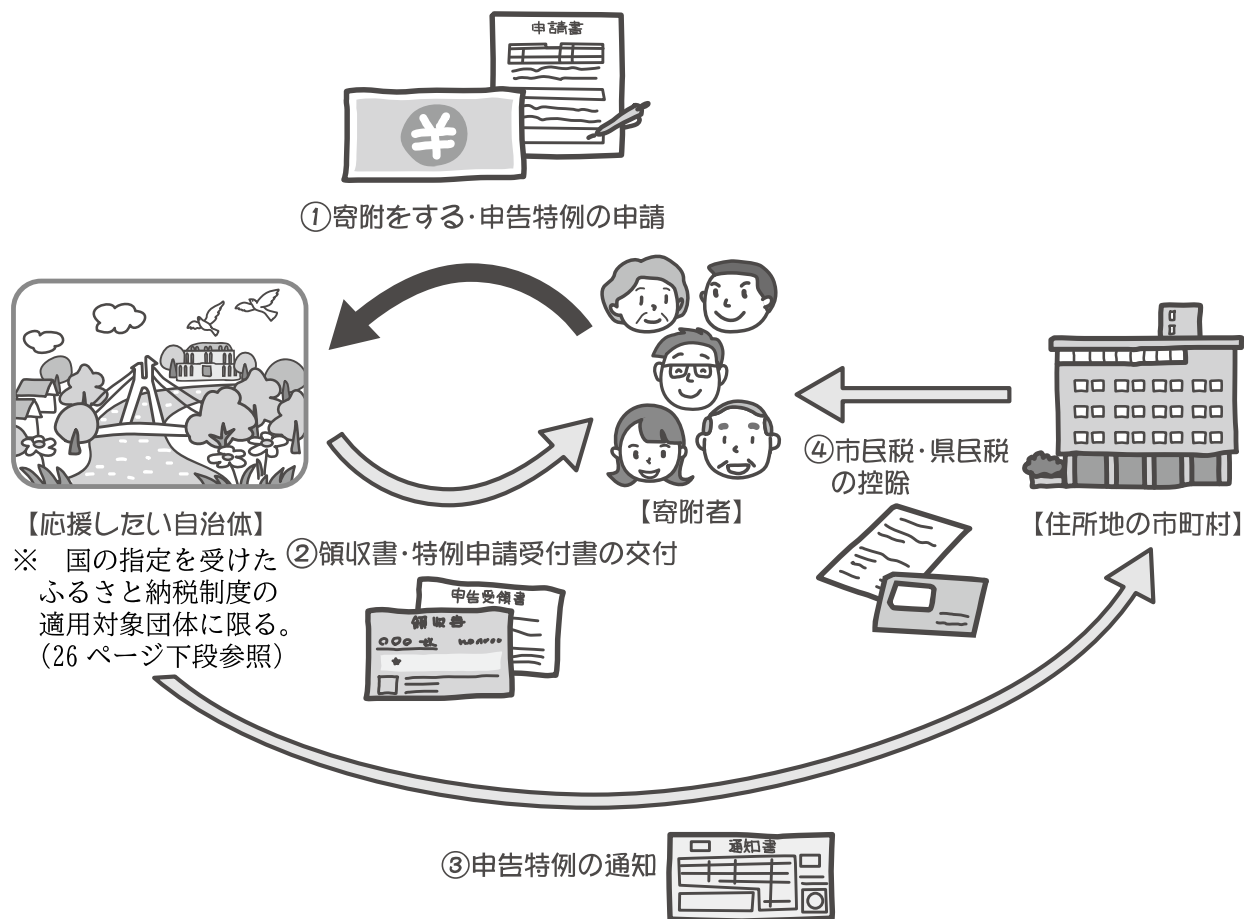 申請書
¥
①寄附をする・申告特例の申請
【応援したい自治体】
※　国の指定を受けた
ふるさと納税制度の
適用対象団体に限る。
（26 ページ下段参照）
②領収書・特例申請受付書の交付
申告受領書
領収書
【寄附者】
④市民税・県民税
の控除
【住所地の市町村】
③申告特例の通知
通知書